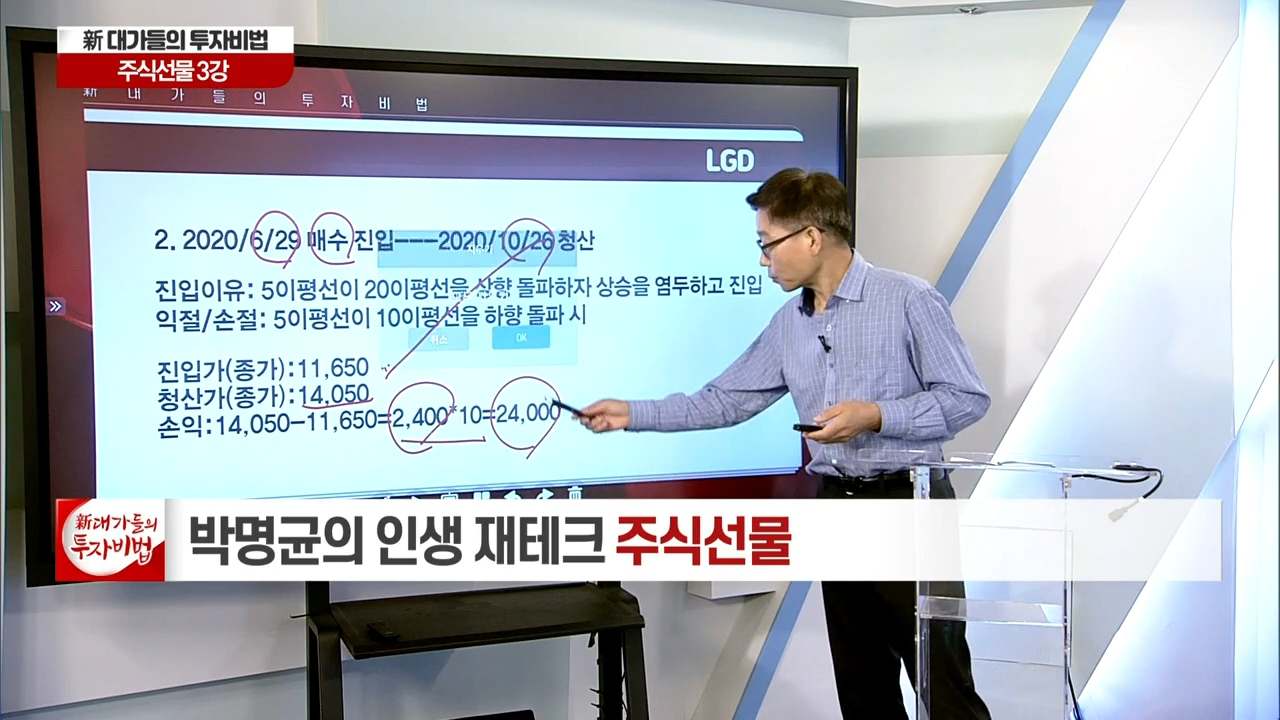 新 대가들의 투자비법
주식선물 3강
新 대 가 들 의 투 자 비 법
LGD
2. 2020/6/29 매수 진입---2020/10/26 청산
진입이유: 5이평선이 20이평선을 상향 돌파하자 상승을 염두하고 진입
익절/손절: 5이평선이 10이평선을 하향 돌파 시
취소
OK
진입가(종가):11,650
청산가(종가):14,050
손익:14,050-11,650=2,400*10=24,000
新대가들의
투자비법
박명균의 인생 재테크 주식선물